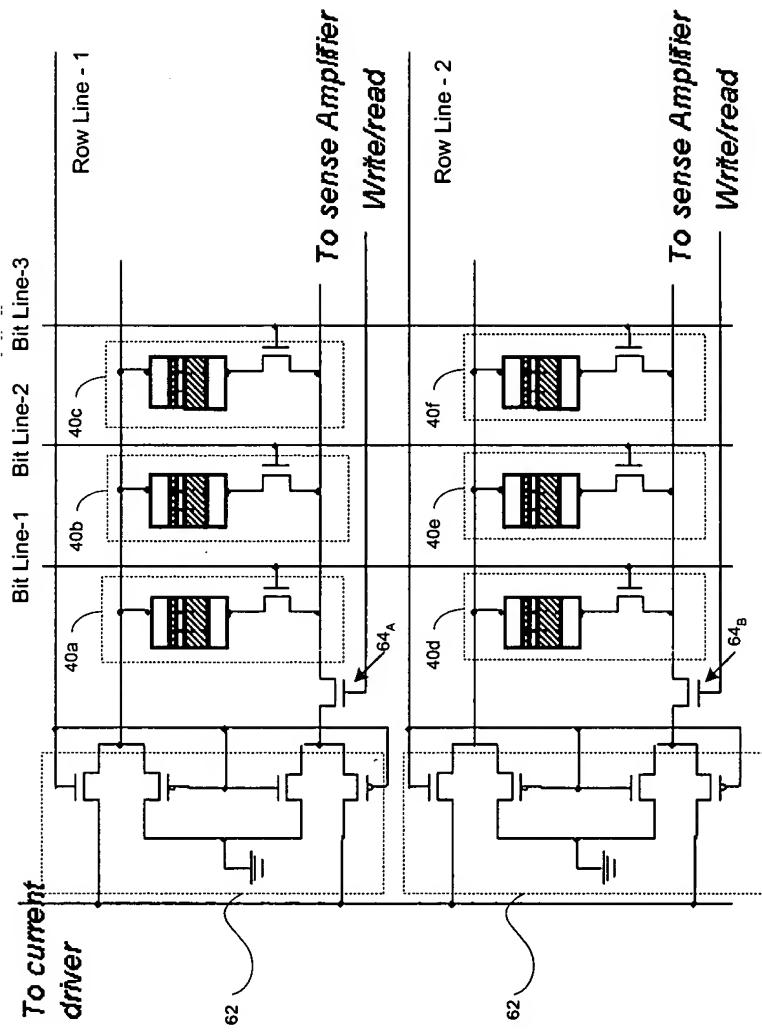 Bit Line-1
Bit Line-2
Bit Line-3
Row Line - 1
40a
40b
40c
To sense Amplifier
Write/read
64A
To current
driver
62
Row Line - 2
40d
40e
40f
To sense Amplifier
Write/read
64B
62